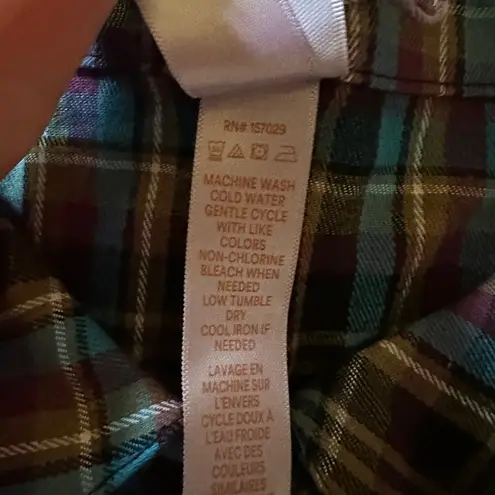 RN# 157029
MACHINE WASH
COLD WATER
GENTLE CYCLE
WITH LIKE
COLORS
NON-CHLORINE
BLEACH WHEN
NEEDED
LOW TUMBLE
DRY
COOL IRON IF
NEEDED
LAVAGE EN
MACHINE SUR
L'ENVERS
CYCLE DOUX À
L'EAU FROIDE
AVEC DES
COULEURS
SIMILAIRES